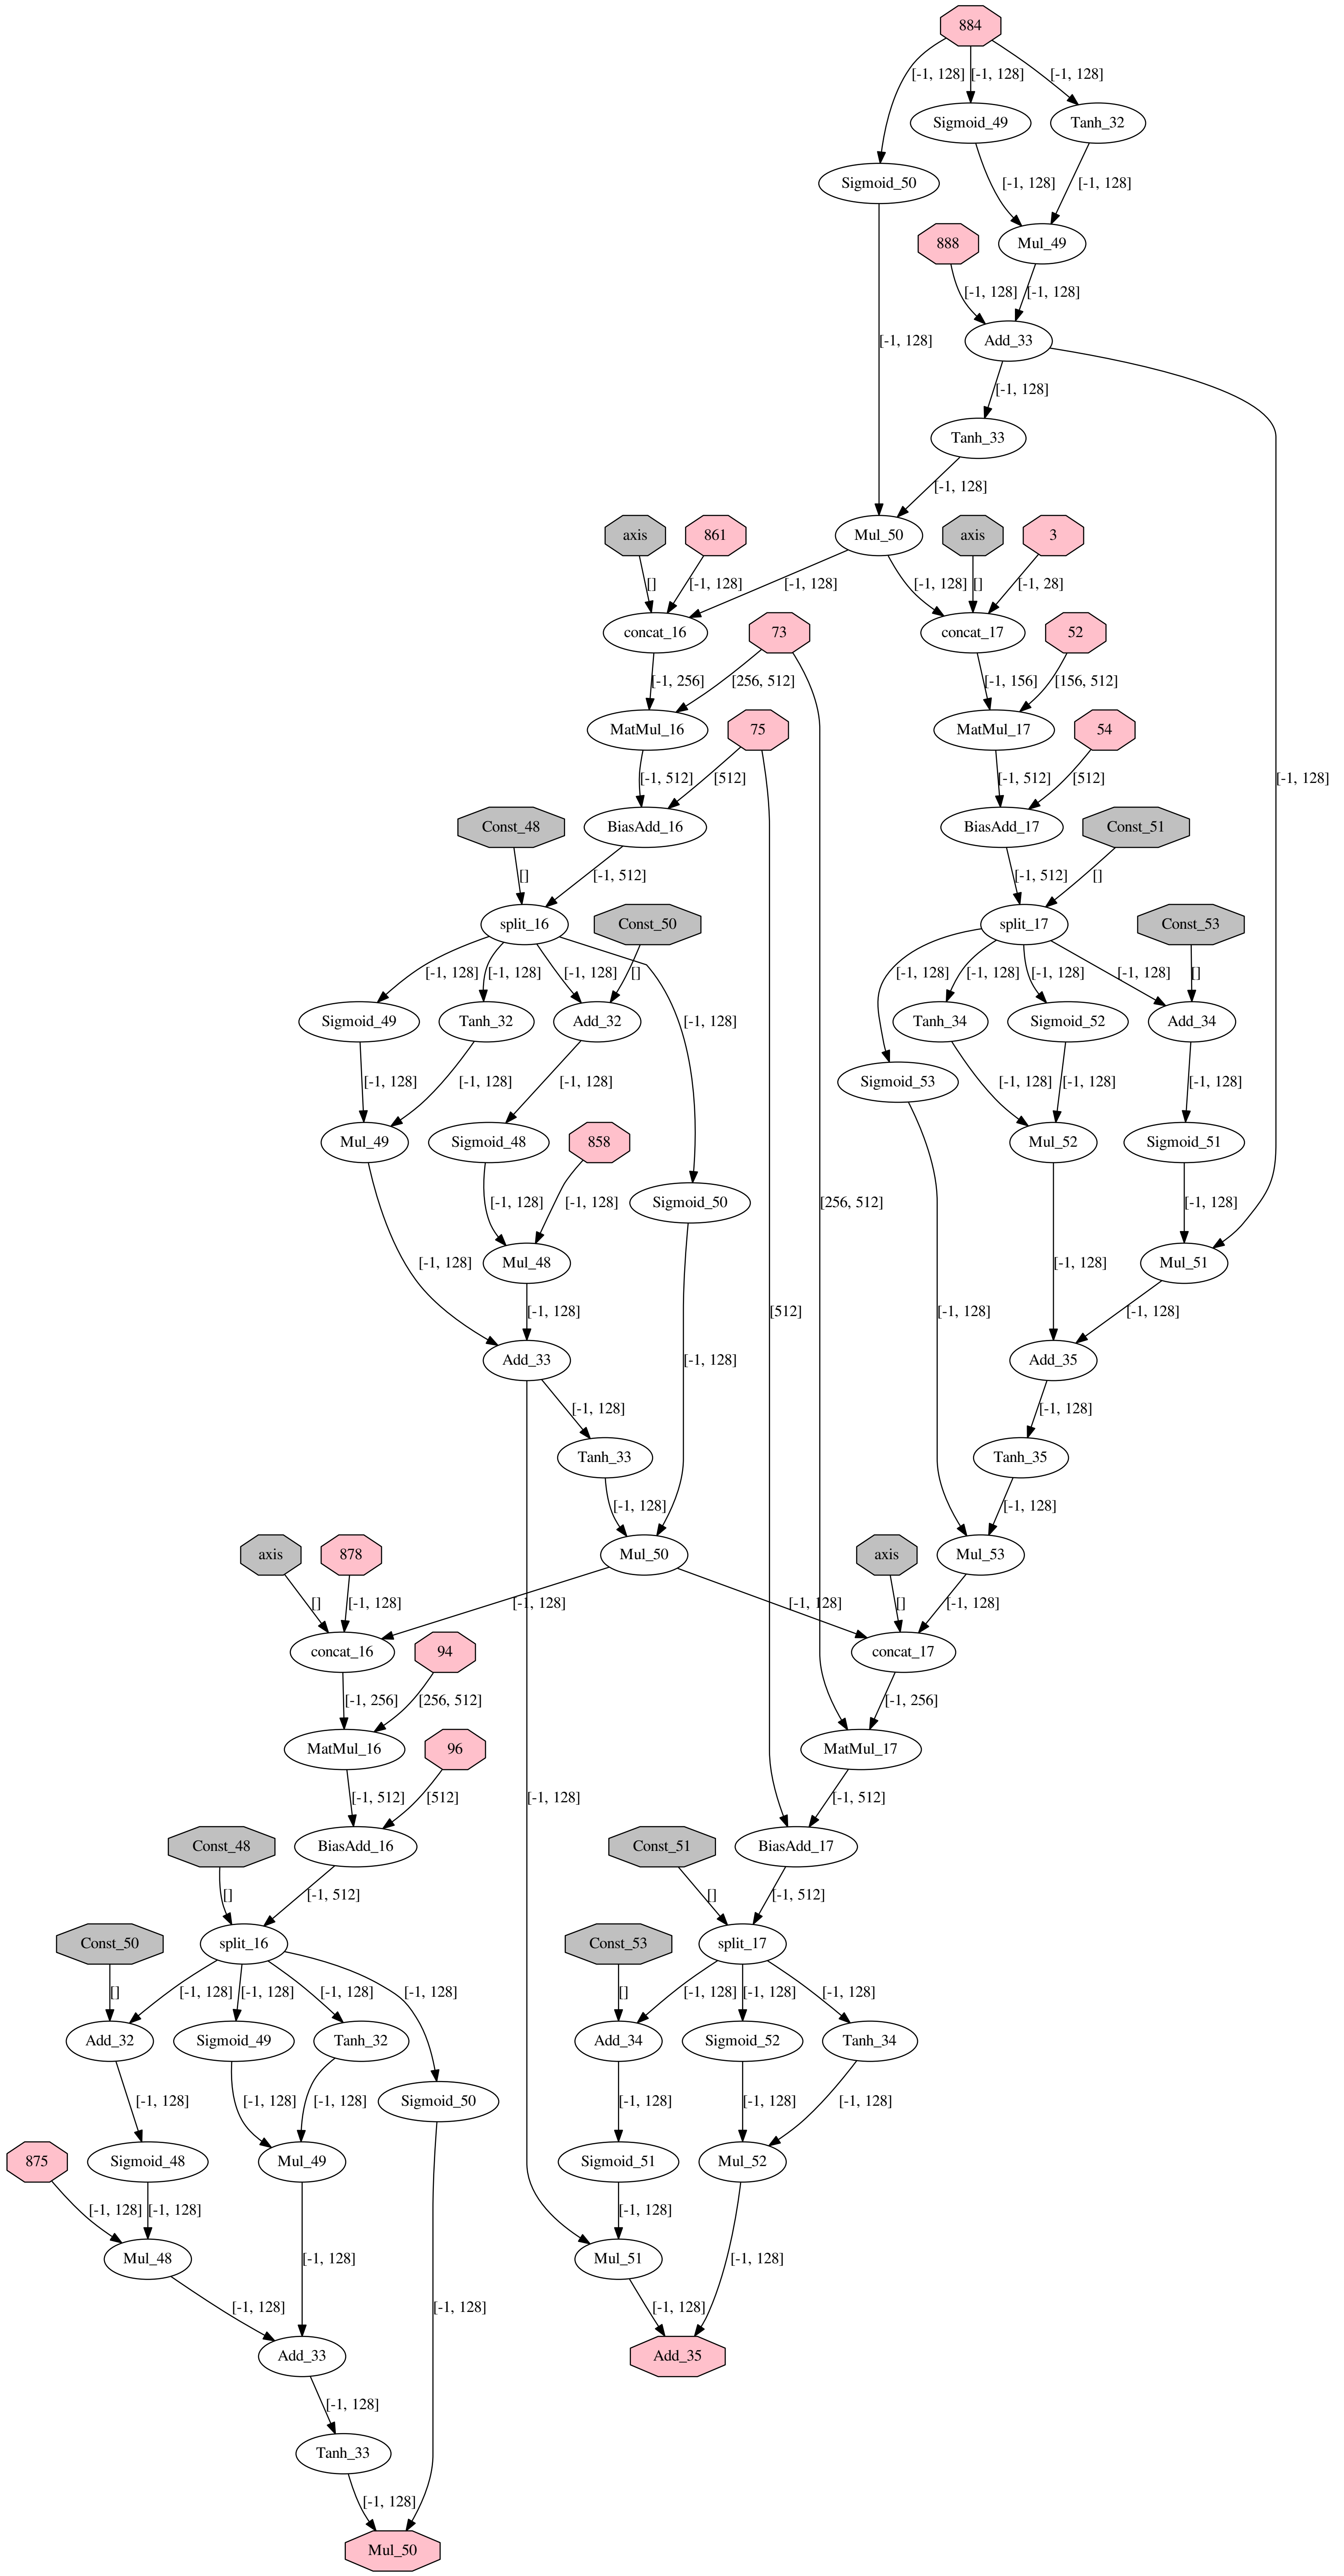 884
[-1, 128] [-1, 128] [-1, 128]
Sigmoid_49 Tanh_32
Sigmoid_50 [-1, 128] [-1, 128]
888 Mul_49
[-1, 128] [-1, 128]
[-1, 128] Add_33
[-1, 128]
Tanh_33
[-1, 128]
axis 861 Mul_50 axis 3
[] [-1, 128] [-1, 128] [-1, 128] [] [-1, 28]
concat_16 73 concat_17 52
[-1, 256] [256, 512] [-1, 156] [156, 512]
MatMul_16 75 MatMul_17 54
[-1, 512] [512] [-1, 512] [512] [-1, 128]
Const_48 BiasAdd_16 BiasAdd_17 Const_51
[] [-1, 512] [-1, 512] []
split_16 Const_50 split_17 Const_53
[-1, 128] [-1, 128] [-1, 128] [] [-1, 128] [-1, 128] [-1, 128] [-1, 128] []
Sigmoid_49 Tanh_32 Add_32 [-1, 128] Tanh_34 Sigmoid_52 Add_34
[-1, 128] [-1, 128] [-1, 128] Sigmoid_53 [-1, 128] [-1, 128] [-1, 128]
Mul_49 Sigmoid_48 858 Mul_52 Sigmoid_51
[-1, 128] [-1, 128] Sigmoid_50 [256, 512] [-1, 128]
[-1, 128] Mul_48 [-1, 128] Mul_51
[-1, 128] [512] [-1, 128] [-1, 128]
Add_33 [-1, 128] Add_35
[-1, 128] [-1, 128]
Tanh_33 Tanh_35
[-1, 128] [-1, 128]
axis 878 Mul_50 axis Mul_53
[] [-1, 128] [-1, 128] [-1, 128] [] [-1, 128]
concat_16 94 concat_17
[-1, 256] [256, 512] [-1, 256]
MatMul_16 96 MatMul_17
[-1, 512] [512] [-1, 128] [-1, 512]
Const_48 BiasAdd_16 Const_51 BiasAdd_17
[] [-1, 512] [] [-1, 512]
Const_50 split_16 Const_53 split_17
[] [-1, 128] [-1, 128] [-1, 128] [-1, 128] [] [-1, 128] [-1, 128] [-1, 128]
Add_32 Sigmoid_49 Tanh_32 Add_34 Sigmoid_52 Tanh_34
[-1, 128] [-1, 128] [-1, 128] Sigmoid_50 [-1, 128] [-1, 128] [-1, 128]
875 Sigmoid_48 Mul_49 Sigmoid_51 Mul_52
[-1, 128] [-1, 128] [-1, 128]
Mul_48 [-1, 128] Mul_51 [-1, 128]
[-1, 128] [-1, 128] [-1, 128]
Add_33 Add_35
[-1, 128]
Tanh_33
[-1, 128]
Mul_50